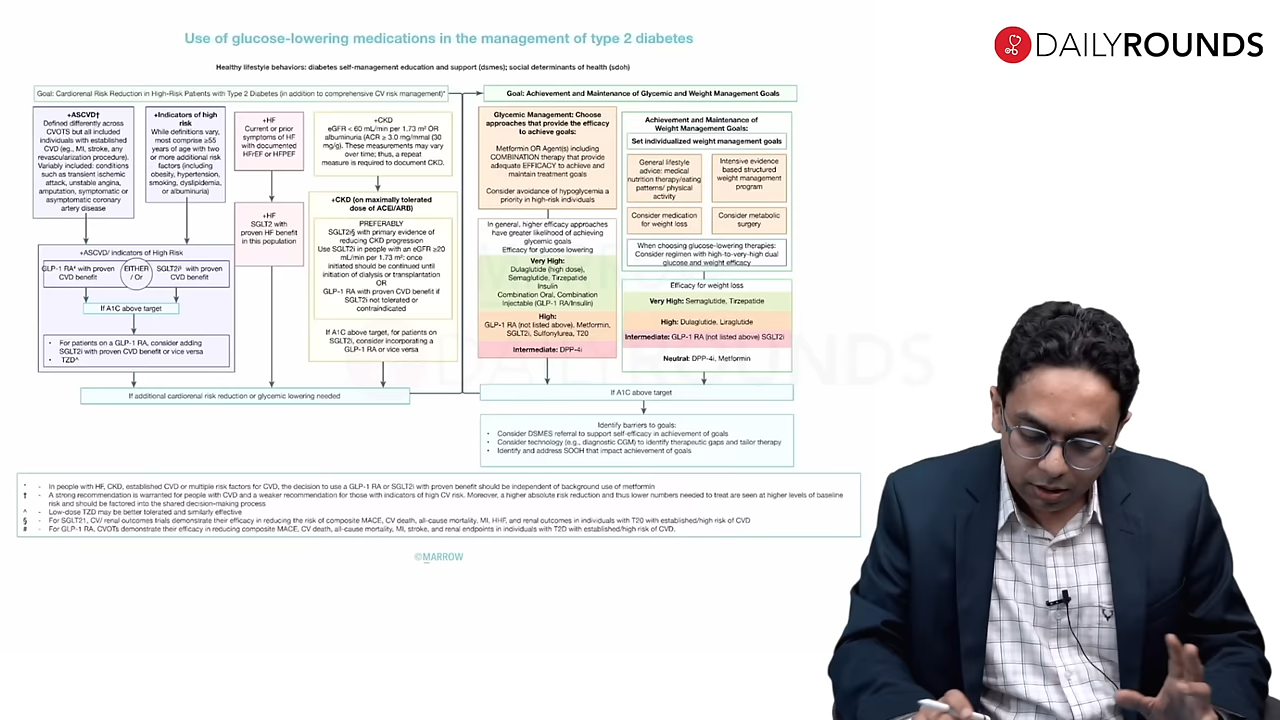 Use of glucose-lowering medications in the management of type 2 diabetes
DAILYROUNDS
Healthy lifestyle behaviors: diabetes self-management education and support (dsmes); social determinants of health (sdoh)
Goal: Cardiorenal Risk Reduction in High-Risk Patients with Type 2 Diabetes (in addition to comprehensive CV risk management)*
+ASCVD†
Defined differently across
CVOTS but all included
individuals with established
CVD (eg., MI, stroke, any
revascularization procedure).
Variably included: conditions
such as transient ischemic
attack, unstable angina,
amputation, symptomatic or
asymptomatic coronary
artery disease
+Indicators of high
risk
While definitions vary,
most comprise ≥55
years of age with two
or more additional risk
factors (including
obesity, hypertension,
smoking, dyslipidemia,
or albuminuria)
+HF
Current or prior
symptoms of HF
with documented
HFrEF or HFPEF
+CKD
eGFR < 60 mL/min per 1.73 m² OR
albuminuria (ACR ≥ 3.0 mg/mmal (30
mg/g). These measurements may vary
over time; thus, a repeat
measure is required to document CKD.
+HF
SGLT2 with
proven HF benefit
in this population
+CKD (on maximally tolerated
dose of ACEI/ARB)
PREFERABLY
SGLT2i§ with primary evidence of
reducing CKD progression
Use SGLT2i in people with an eGFR ≥20
mL/min per 1.73 m²: once
initiated should be continued until
initiation of dialysis or transplantation
OR
GLP-1 RA with proven CVD benefit if
SGLT2i not tolerated or
contraindicated
If A1C above target, for patients on
SGLT2i, consider incorporating a
GLP-1 RA or vice versa
+ASCVD/ indicators of High Risk
GLP-1 RA# with proven
CVD benefit
EITHER
/ Or
SGLT2i§ with proven
CVD benefit
If A1C above target
• For patients on a GLP-1 RA, consider adding
SGLT2i with proven CVD benefit or vice versa
• TZD^
If additional cardiorenal risk reduction or glycemic lowering needed
Goal: Achievement and Maintenance of Glycemic and Weight Management Goals
Glycemic Management: Choose
approaches that provide the efficacy
to achieve goals:
Metformin OR Agent(s) including
COMBINATION therapy that provide
adequate EFFICACY to achieve and
maintain treatment goals
Consider avoidance of hypoglycemia a
priority in high-risk individuals
In general, higher efficacy approaches
have greater likelihood of achieving
glycemic goals
Efficacy for glucose lowering
Very High:
Dulaglutide (high dose),
Semaglutide, Tirzepatide
Insulin
Combination Oral, Combination
Injectable (GLP-1 RA/Insulin)
High:
GLP-1 RA (not listed above), Metformin,
SGLT2i, Sulfonylurea, T20
Intermediate: DPP-4i
Achievement and Maintenance of
Weight Management Goals:
Set individualized weight management goals
General lifestyle
advice: medical
nutrition therapy/eating
patterns/ physical
activity
Intensive evidence
based structured
weight management
program
Consider medication
for weight loss
Consider metabolic
surgery
When choosing glucose-lowering therapies:
Consider regimen with high-to-very-high dual
glucose and weight efficacy
Efficacy for weight loss
Very High: Semaglutide, Tirzepatide
High: Dulaglutide, Liraglutide
Intermediate: GLP-1 RA (not listed above) SGLT2i
Neutral: DPP-4i, Metformin
If A1C above target
Identify barriers to goals:
• Consider DSMES referral to support self-efficacy in achievement of goals
• Consider technology (e.g., diagnostic CGM) to identify therapeutic gaps and tailor therapy
• Identify and address SOCH that impact achievement of goals
* - In people with HF, CKD, established CVD or multiple risk factors for CVD, the decision to use a GLP-1 RA or SGLT2i with proven benefit should be independent of background use of metformin
† - A strong recommendation is warranted for people with CVD and a weaker recommendation for those with indicators of high CV risk. Moreover, a higher absolute risk reduction and thus lower numbers needed to treat are seen at higher levels of baseline
risk and should be factored into the shared decision-making process
^ - Low-dose TZD may be better tolerated and similarly effective
§ - For SGLT21, CV/ renal outcomes trials demonstrate their efficacy in reducing the risk of composite MACE, CV death, all-cause mortality, MI, HHF, and renal outcomes in individuals with T20 with established/high risk of CVD
# - For GLP-1 RA, CVOTs demonstrate their efficacy in reducing composite MACE, CV death, all-cause mortality, MI, stroke, and renal endpoints in individuals with T2D with established/high risk of CVD.
©MARROW
DAILYROUNDS